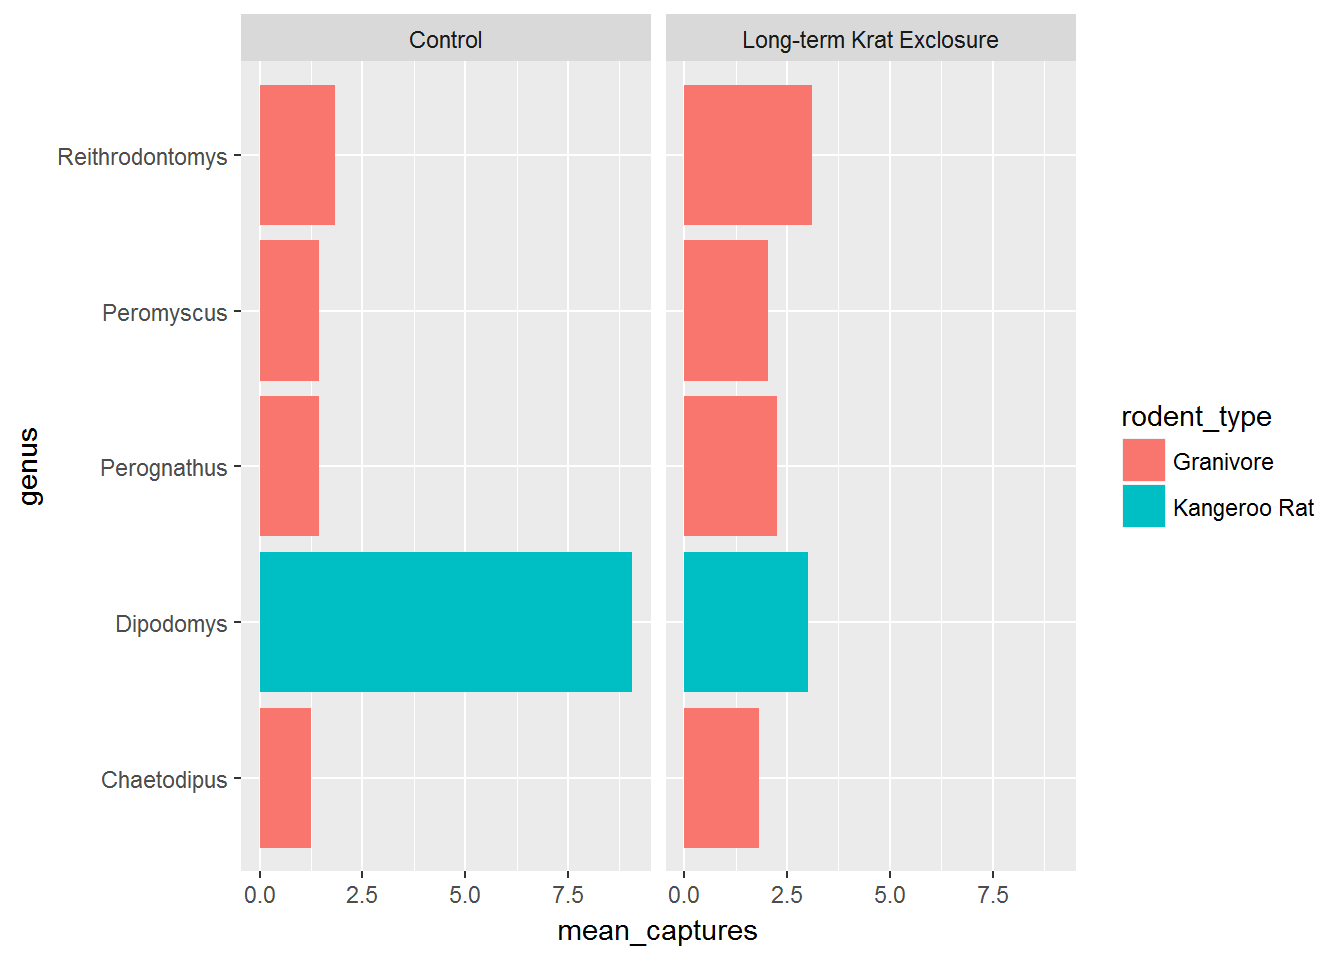 Control
Long-term Krat Exclosure
genus
Reithrodontomys
Peromyscus
Perognathus
Dipodomys
Chaetodipus
0.0 2.5 5.0 7.5
0.0 2.5 5.0 7.5
mean_captures
rodent_type
Granivore
Kangeroo Rat